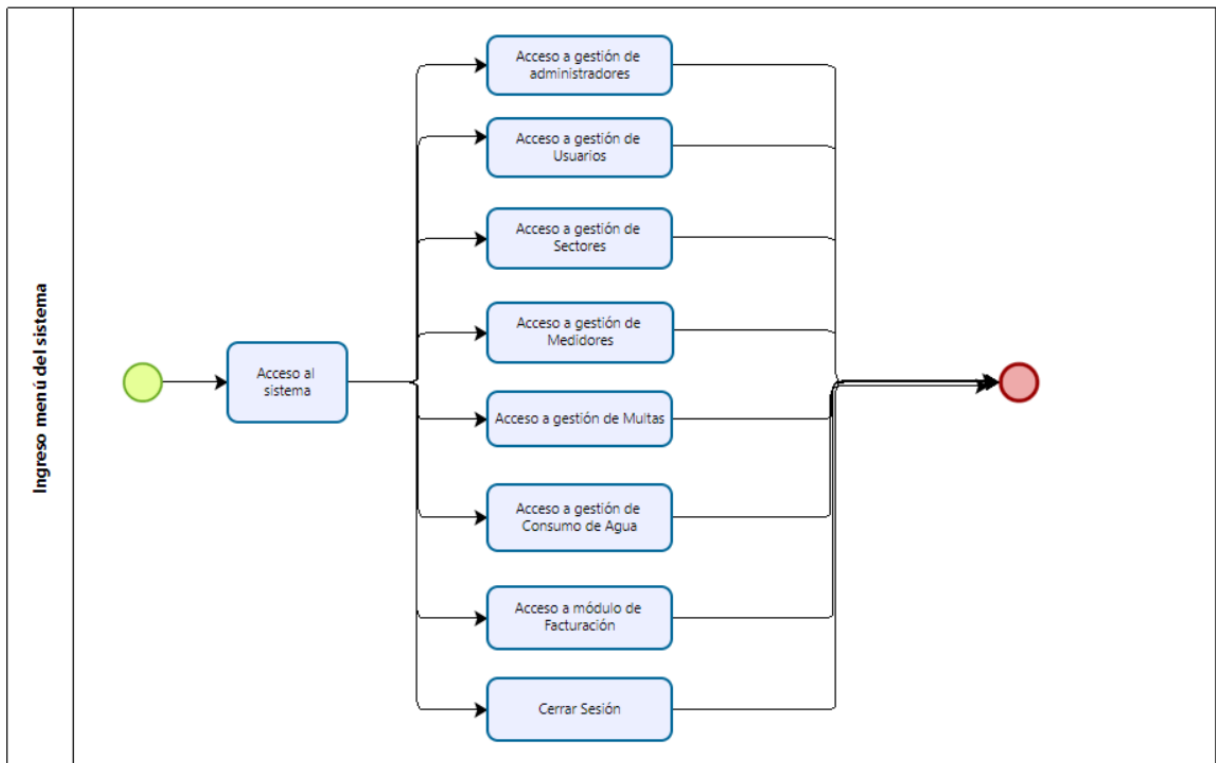 Ingreso menú del sistema
Acceso al
sistema
Acceso a gestión de
administradores
Acceso a gestión de
Usuarios
Acceso a gestión de
Sectores
Acceso a gestión de
Medidores
Acceso a gestión de Multas
Acceso a gestión de
Consumo de Agua
Acceso a módulo de
Facturación
Cerrar Sesión